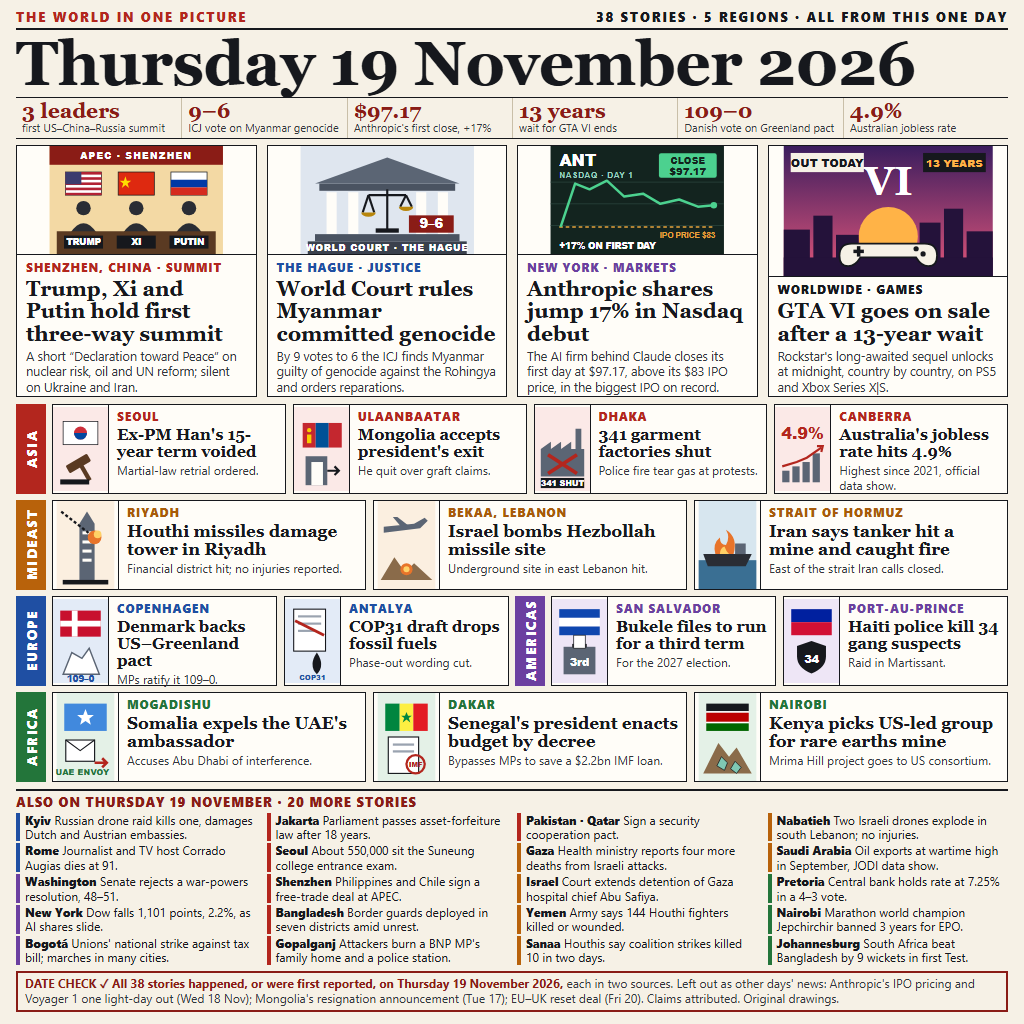 THE WORLD IN ONE PICTURE
38 STORIES · 5 REGIONS · ALL FROM THIS ONE DAY
Thursday 19 November 2026
3 leaders
first US–China–Russia summit
9–6
ICJ vote on Myanmar genocide
$97.17
Anthropic's first close, +17%
13 years
wait for GTA VI ends
109–0
Danish vote on Greenland pact
4.9%
Australian jobless rate
APEC · SHENZHEN
TRUMP
XI
PUTIN
SHENZHEN, CHINA · SUMMIT
Trump, Xi and
Putin hold first
three-way summit
A short “Declaration toward Peace” on
nuclear risk, oil and UN reform; silent
on Ukraine and Iran.
9–6
WORLD COURT · THE HAGUE
THE HAGUE · JUSTICE
World Court rules
Myanmar
committed genocide
By 9 votes to 6 the ICJ finds Myanmar
guilty of genocide against the Rohingya
and orders reparations.
ANT
NASDAQ · DAY 1
CLOSE
$97.17
IPO PRICE $83
+17% ON FIRST DAY
NEW YORK · MARKETS
Anthropic shares
jump 17% in Nasdaq
debut
The AI firm behind Claude closes its
first day at $97.17, above its $83 IPO
price, in the biggest IPO on record.
OUT TODAY
VI
13 YEARS
WORLDWIDE · GAMES
GTA VI goes on sale
after a 13-year wait
Rockstar's long-awaited sequel unlocks
at midnight, country by country, on PS5
and Xbox Series X|S.
ASIA
SEOUL
Ex-PM Han's 15-
year term voided
Martial-law retrial ordered.
ULAANBAATAR
Mongolia accepts
president's exit
He quit over graft claims.
341 SHUT
DHAKA
341 garment
factories shut
Police fire tear gas at protests.
4.9%
CANBERRA
Australia's jobless
rate hits 4.9%
Highest since 2021, official
data show.
MIDEAST
RIYADH
Houthi missiles damage
tower in Riyadh
Financial district hit; no injuries reported.
BEKAA, LEBANON
Israel bombs Hezbollah
missile site
Underground site in east Lebanon hit.
STRAIT OF HORMUZ
Iran says tanker hit a
mine and caught fire
East of the strait Iran calls closed.
EUROPE
109–0
COPENHAGEN
Denmark backs
US–Greenland
pact
MPs ratify it 109–0.
COP31
ANTALYA
COP31 draft drops
fossil fuels
Phase-out wording cut.
AMERICAS
3rd
SAN SALVADOR
Bukele files to run
for a third term
For the 2027 election.
34
PORT-AU-PRINCE
Haiti police kill 34
gang suspects
Raid in Martissant.
AFRICA
UAE ENVOY
MOGADISHU
Somalia expels the UAE's
ambassador
Accuses Abu Dhabi of interference.
IMF
DAKAR
Senegal's president enacts
budget by decree
Bypasses MPs to save a $2.2bn IMF loan.
NAIROBI
Kenya picks US-led group
for rare earths mine
Mrima Hill project goes to US consortium.
ALSO ON THURSDAY 19 NOVEMBER · 20 MORE STORIES
Kyiv Russian drone raid kills one, damages
Dutch and Austrian embassies.
Rome Journalist and TV host Corrado
Augias dies at 91.
Washington Senate rejects a war-powers
resolution, 48–51.
New York Dow falls 1,101 points, 2.2%, as
AI shares slide.
Bogotá Unions' national strike against tax
bill; marches in many cities.
Jakarta Parliament passes asset-forfeiture
law after 18 years.
Seoul About 550,000 sit the Suneung
college entrance exam.
Shenzhen Philippines and Chile sign a
free-trade deal at APEC.
Bangladesh Border guards deployed in
seven districts amid unrest.
Gopalganj Attackers burn a BNP MP's
family home and a police station.
Pakistan · Qatar Sign a security
cooperation pact.
Gaza Health ministry reports four more
deaths from Israeli attacks.
Israel Court extends detention of Gaza
hospital chief Abu Safiya.
Yemen Army says 144 Houthi fighters
killed or wounded.
Sanaa Houthis say coalition strikes killed
10 in two days.
Nabatieh Two Israeli drones explode in
south Lebanon; no injuries.
Saudi Arabia Oil exports at wartime high
in September, JODI data show.
Pretoria Central bank holds rate at 7.25%
in a 4–3 vote.
Nairobi Marathon world champion
Jepchirchir banned 3 years for EPO.
Johannesburg South Africa beat
Bangladesh by 9 wickets in first Test.
DATE CHECK ✓ All 38 stories happened, or were first reported, on Thursday 19 November 2026, each in two sources. Left out as other days' news: Anthropic's IPO pricing and
Voyager 1 one light-day out (Wed 18 Nov); Mongolia's resignation announcement (Tue 17); EU–UK reset deal (Fri 20). Claims attributed. Original drawings.